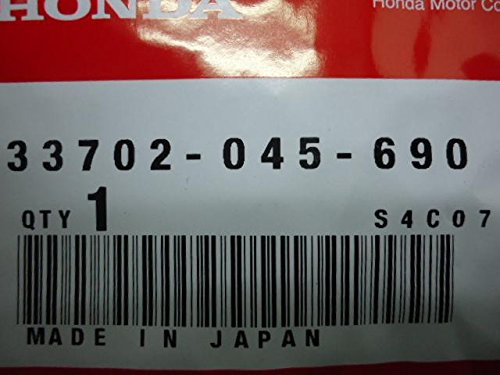 HONDA
Honda Motor Co
33702-045-690
QTY 1
S4C07
MADE IN JAPAN